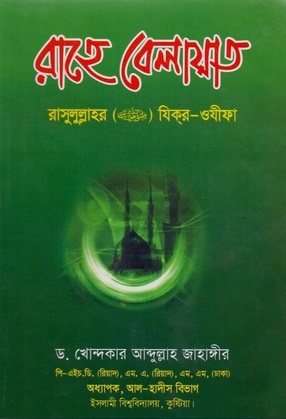 রাহে বেলায়াত
রাসুলুল্লাহর (ﷺ) যিক্‌র-ওযীফা
ড. খোন্দকার আব্দুল্লাহ জাহাঙ্গীর
পি-এইচ.ডি. (রিয়াদ), এম. এ. (রিয়াদ), এম, এম, (ঢাকা)
অধ্যাপক, আল-হাদীস বিভাগ
ইসলামী বিশ্ববিদ্যালয়, কুষ্টিয়া।